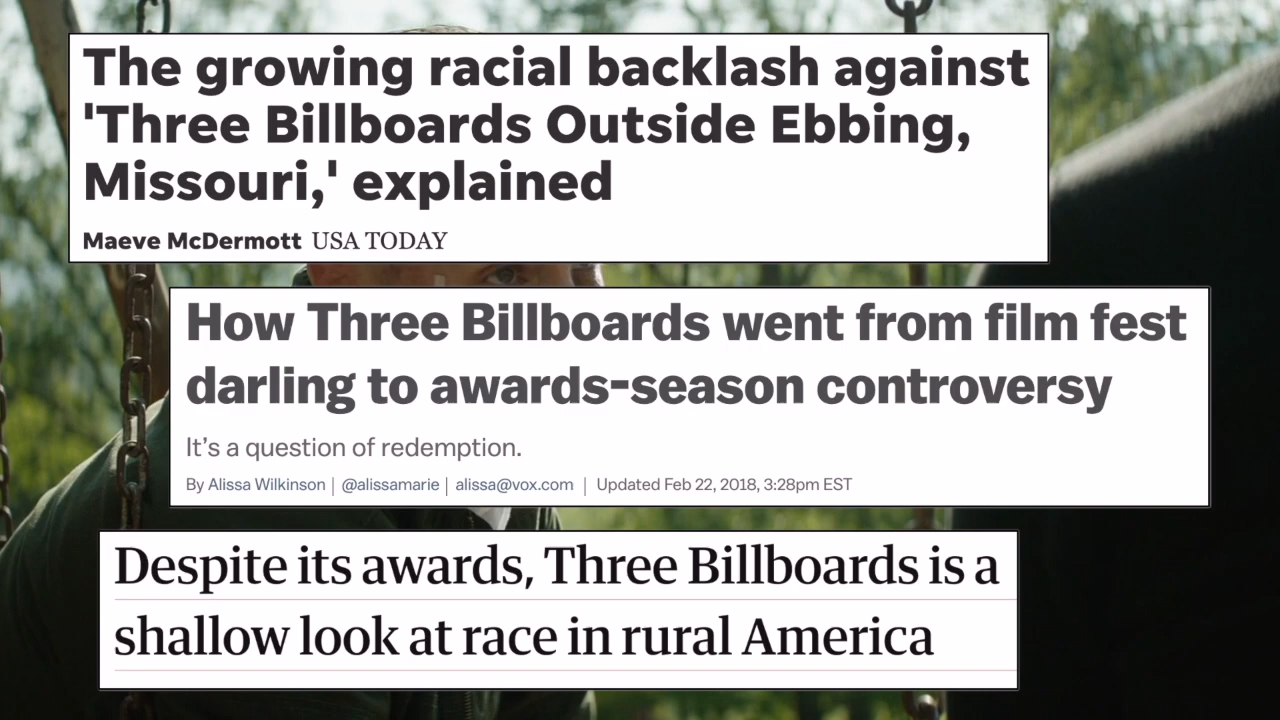 The growing racial backlash against
'Three Billboards Outside Ebbing,
Missouri,' explained
Maeve McDermott USA TODAY
How Three Billboards went from film fest
darling to awards-season controversy
It's a question of redemption.
By Alissa Wilkinson | @alissamarie | alissa@vox.com | Updated Feb 22, 2018, 3:28pm EST
Despite its awards, Three Billboards is a
shallow look at race in rural America